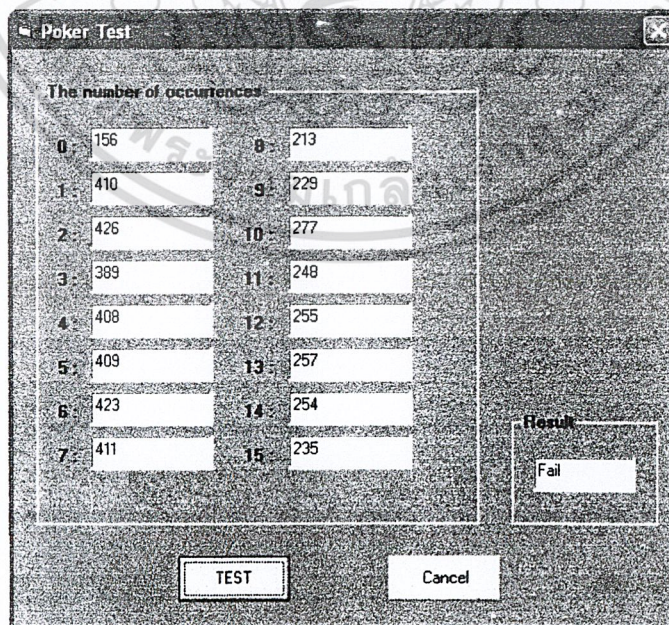 Poker Test
The number of occurrences
0 : 156 8 : 213
1 : 410 9 : 229
2 : 426 10 : 277
3 : 389 11 : 248
4 : 408 12 : 255
5 : 409 13 : 257
6 : 423 14 : 254
7 : 411 15 : 235
Result
Fail
TEST Cancel